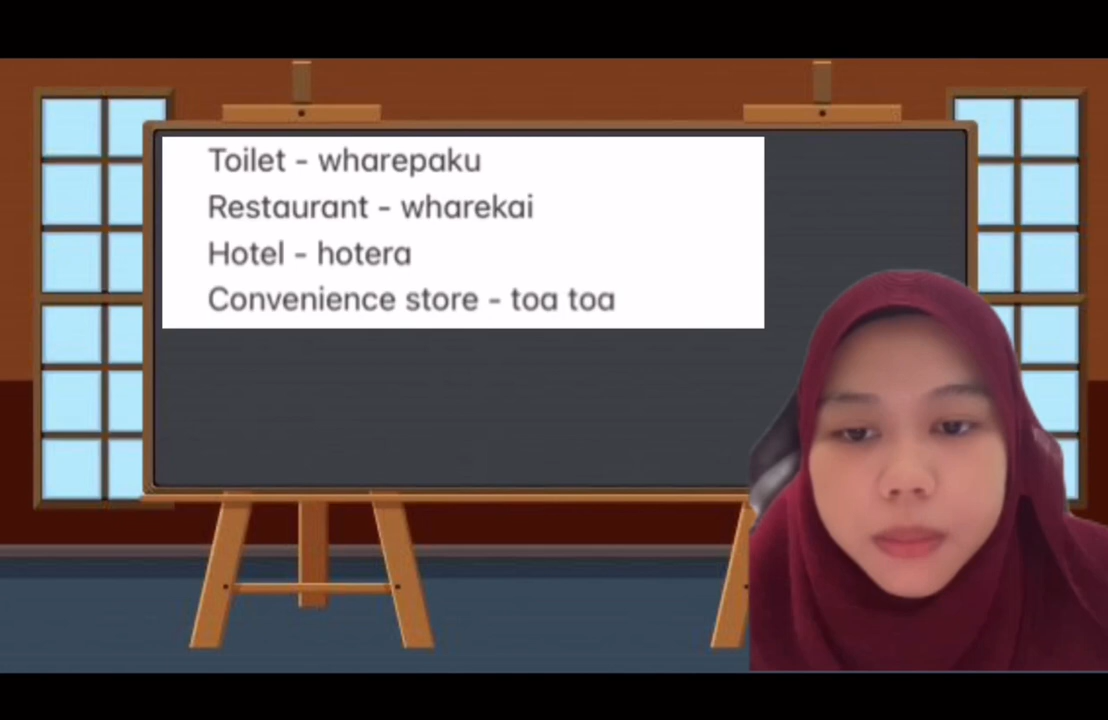 Toilet - wharepaku
Restaurant - wharekai
Hotel - hotera
Convenience store - toa toa